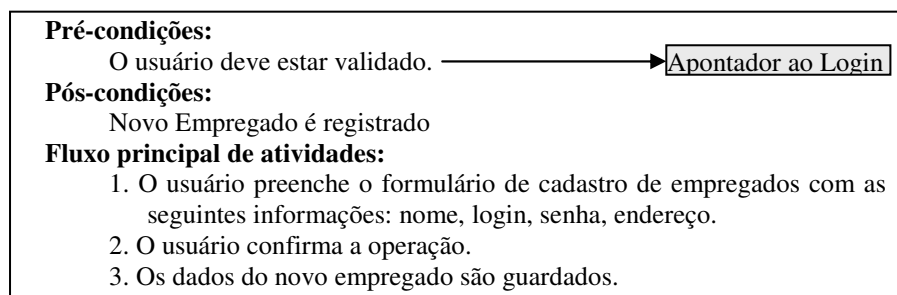 Pré-condições:
O usuário deve estar validado. Apontador ao Login
Pós-condições:
Novo Empregado é registrado
Fluxo principal de atividades:
1. O usuário preenche o formulário de cadastro de empregados com as
seguintes informações: nome, login, senha, endereço.
2. O usuário confirma a operação.
3. Os dados do novo empregado são guardados.